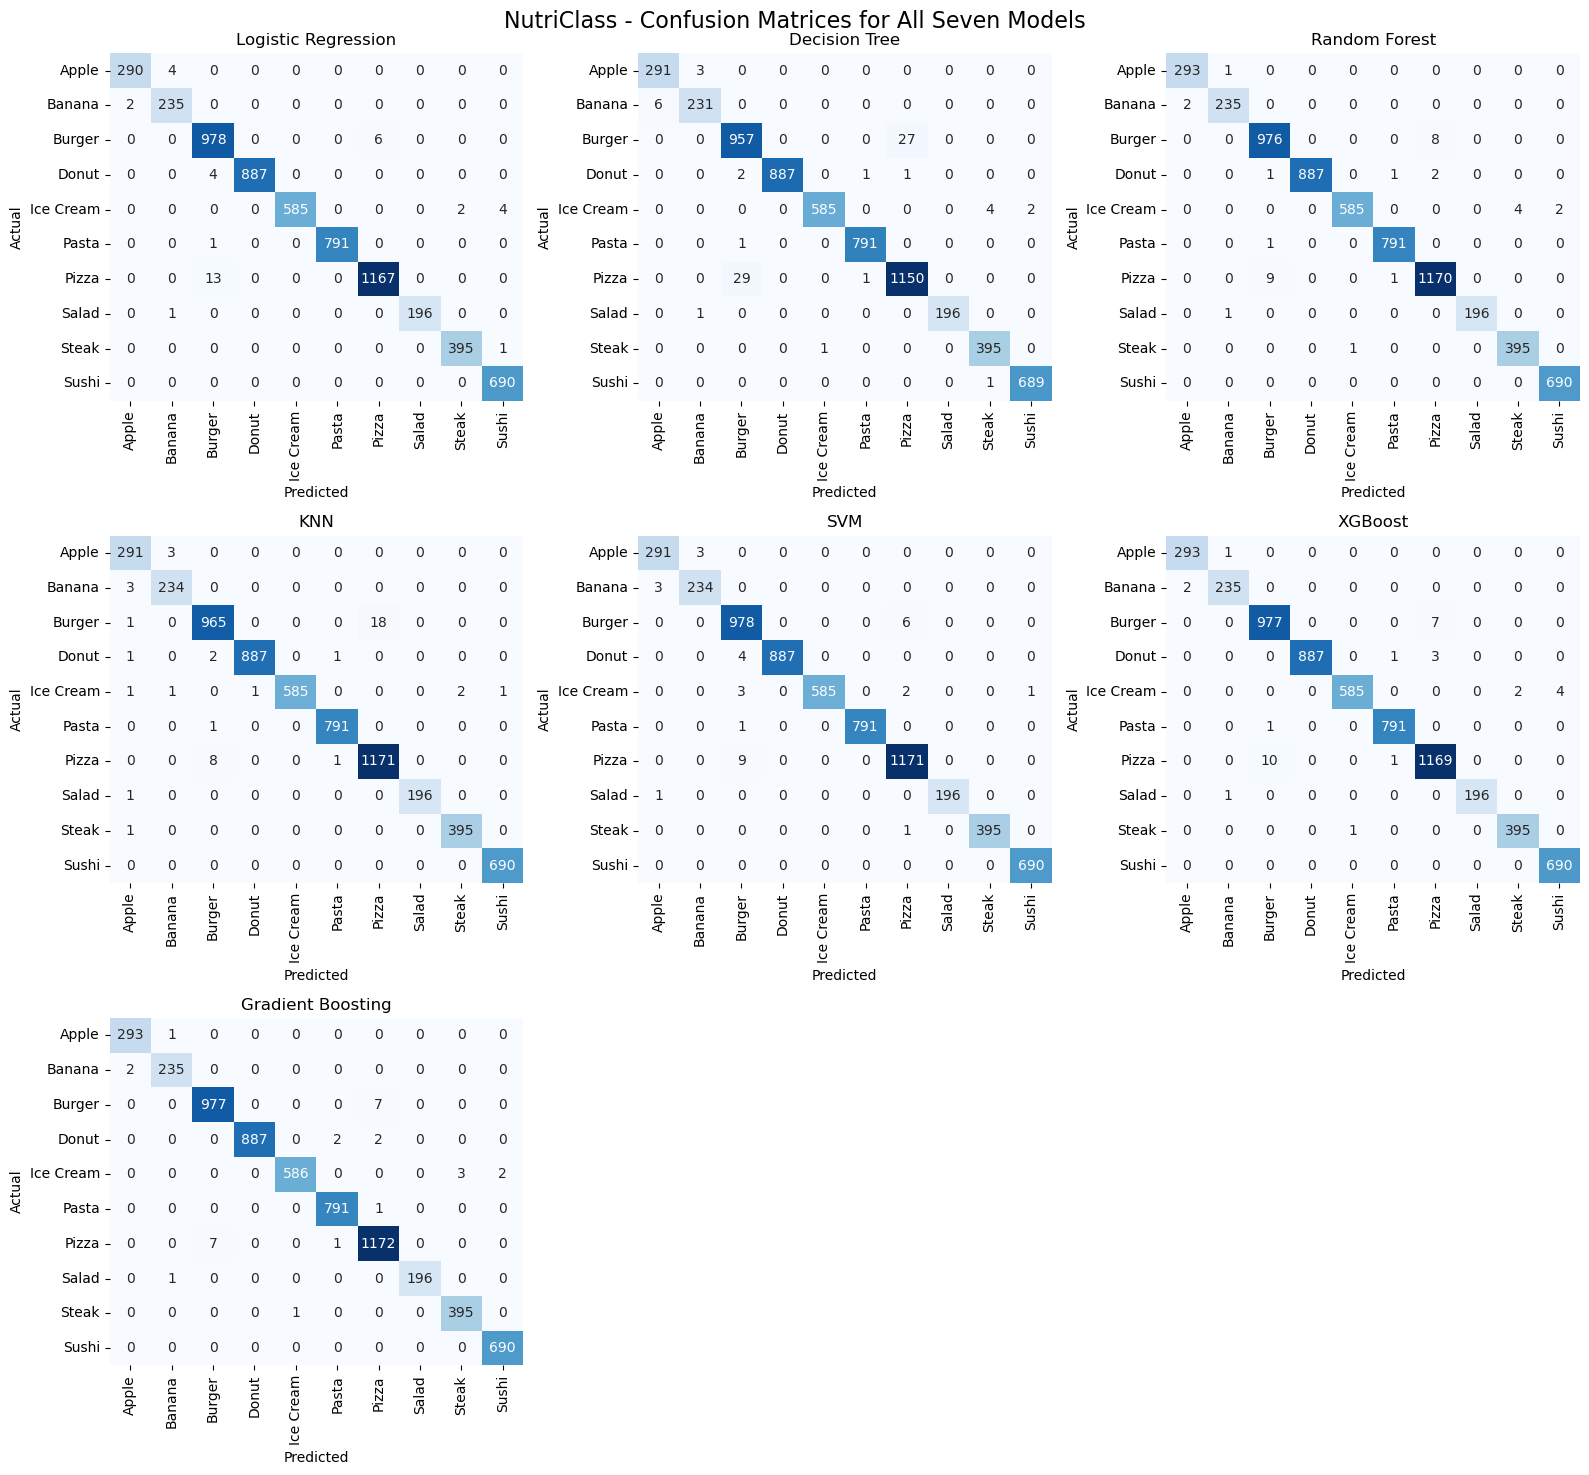 NutriClass - Confusion Matrices for All Seven Models
Logistic Regression
Actual
Apple 290 4 0 0 0 0 0 0 0 0
Banana 2 235 0 0 0 0 0 0 0 0
Burger 0 0 978 0 0 0 6 0 0 0
Donut 0 0 4 887 0 0 0 0 0 0
Ice Cream 0 0 0 0 585 0 0 0 2 4
Pasta 0 0 1 0 0 791 0 0 0 0
Pizza 0 0 13 0 0 0 1167 0 0 0
Salad 0 1 0 0 0 0 0 196 0 0
Steak 0 0 0 0 0 0 0 0 395 1
Sushi 0 0 0 0 0 0 0 0 0 690
Apple Banana Burger Donut Ice Cream Pasta Pizza Salad Steak Sushi
Predicted
Decision Tree
Actual
Apple 291 3 0 0 0 0 0 0 0 0
Banana 6 231 0 0 0 0 0 0 0 0
Burger 0 0 957 0 0 0 27 0 0 0
Donut 0 0 2 887 0 1 1 0 0 0
Ice Cream 0 0 0 0 585 0 0 0 4 2
Pasta 0 0 1 0 0 791 0 0 0 0
Pizza 0 0 29 0 0 1 1150 0 0 0
Salad 0 1 0 0 0 0 0 196 0 0
Steak 0 0 0 0 1 0 0 0 395 0
Sushi 0 0 0 0 0 0 0 0 1 689
Apple Banana Burger Donut Ice Cream Pasta Pizza Salad Steak Sushi
Predicted
Random Forest
Actual
Apple 293 1 0 0 0 0 0 0 0 0
Banana 2 235 0 0 0 0 0 0 0 0
Burger 0 0 976 0 0 0 8 0 0 0
Donut 0 0 1 887 0 1 2 0 0 0
Ice Cream 0 0 0 0 585 0 0 0 4 2
Pasta 0 0 1 0 0 791 0 0 0 0
Pizza 0 0 9 0 0 1 1170 0 0 0
Salad 0 1 0 0 0 0 0 196 0 0
Steak 0 0 0 0 1 0 0 0 395 0
Sushi 0 0 0 0 0 0 0 0 0 690
Apple Banana Burger Donut Ice Cream Pasta Pizza Salad Steak Sushi
Predicted
KNN
Actual
Apple 291 3 0 0 0 0 0 0 0 0
Banana 3 234 0 0 0 0 0 0 0 0
Burger 1 0 965 0 0 0 18 0 0 0
Donut 1 0 2 887 0 1 0 0 0 0
Ice Cream 1 1 0 1 585 0 0 0 2 1
Pasta 0 0 1 0 0 791 0 0 0 0
Pizza 0 0 8 0 0 1 1171 0 0 0
Salad 1 0 0 0 0 0 0 196 0 0
Steak 1 0 0 0 0 0 0 0 395 0
Sushi 0 0 0 0 0 0 0 0 0 690
Apple Banana Burger Donut Ice Cream Pasta Pizza Salad Steak Sushi
Predicted
SVM
Actual
Apple 291 3 0 0 0 0 0 0 0 0
Banana 3 234 0 0 0 0 0 0 0 0
Burger 0 0 978 0 0 0 6 0 0 0
Donut 0 0 4 887 0 0 0 0 0 0
Ice Cream 0 0 3 0 585 0 2 0 0 1
Pasta 0 0 1 0 0 791 0 0 0 0
Pizza 0 0 9 0 0 0 1171 0 0 0
Salad 1 0 0 0 0 0 0 196 0 0
Steak 0 0 0 0 0 0 1 0 395 0
Sushi 0 0 0 0 0 0 0 0 0 690
Apple Banana Burger Donut Ice Cream Pasta Pizza Salad Steak Sushi
Predicted
XGBoost
Actual
Apple 293 1 0 0 0 0 0 0 0 0
Banana 2 235 0 0 0 0 0 0 0 0
Burger 0 0 977 0 0 0 7 0 0 0
Donut 0 0 0 887 0 1 3 0 0 0
Ice Cream 0 0 0 0 585 0 0 0 2 4
Pasta 0 0 1 0 0 791 0 0 0 0
Pizza 0 0 10 0 0 1 1169 0 0 0
Salad 0 1 0 0 0 0 0 196 0 0
Steak 0 0 0 0 1 0 0 0 395 0
Sushi 0 0 0 0 0 0 0 0 0 690
Apple Banana Burger Donut Ice Cream Pasta Pizza Salad Steak Sushi
Predicted
Gradient Boosting
Actual
Apple 293 1 0 0 0 0 0 0 0 0
Banana 2 235 0 0 0 0 0 0 0 0
Burger 0 0 977 0 0 0 7 0 0 0
Donut 0 0 0 887 0 2 2 0 0 0
Ice Cream 0 0 0 0 586 0 0 0 3 2
Pasta 0 0 0 0 0 791 1 0 0 0
Pizza 0 0 7 0 0 1 1172 0 0 0
Salad 0 1 0 0 0 0 0 196 0 0
Steak 0 0 0 0 1 0 0 0 395 0
Sushi 0 0 0 0 0 0 0 0 0 690
Apple Banana Burger Donut Ice Cream Pasta Pizza Salad Steak Sushi
Predicted